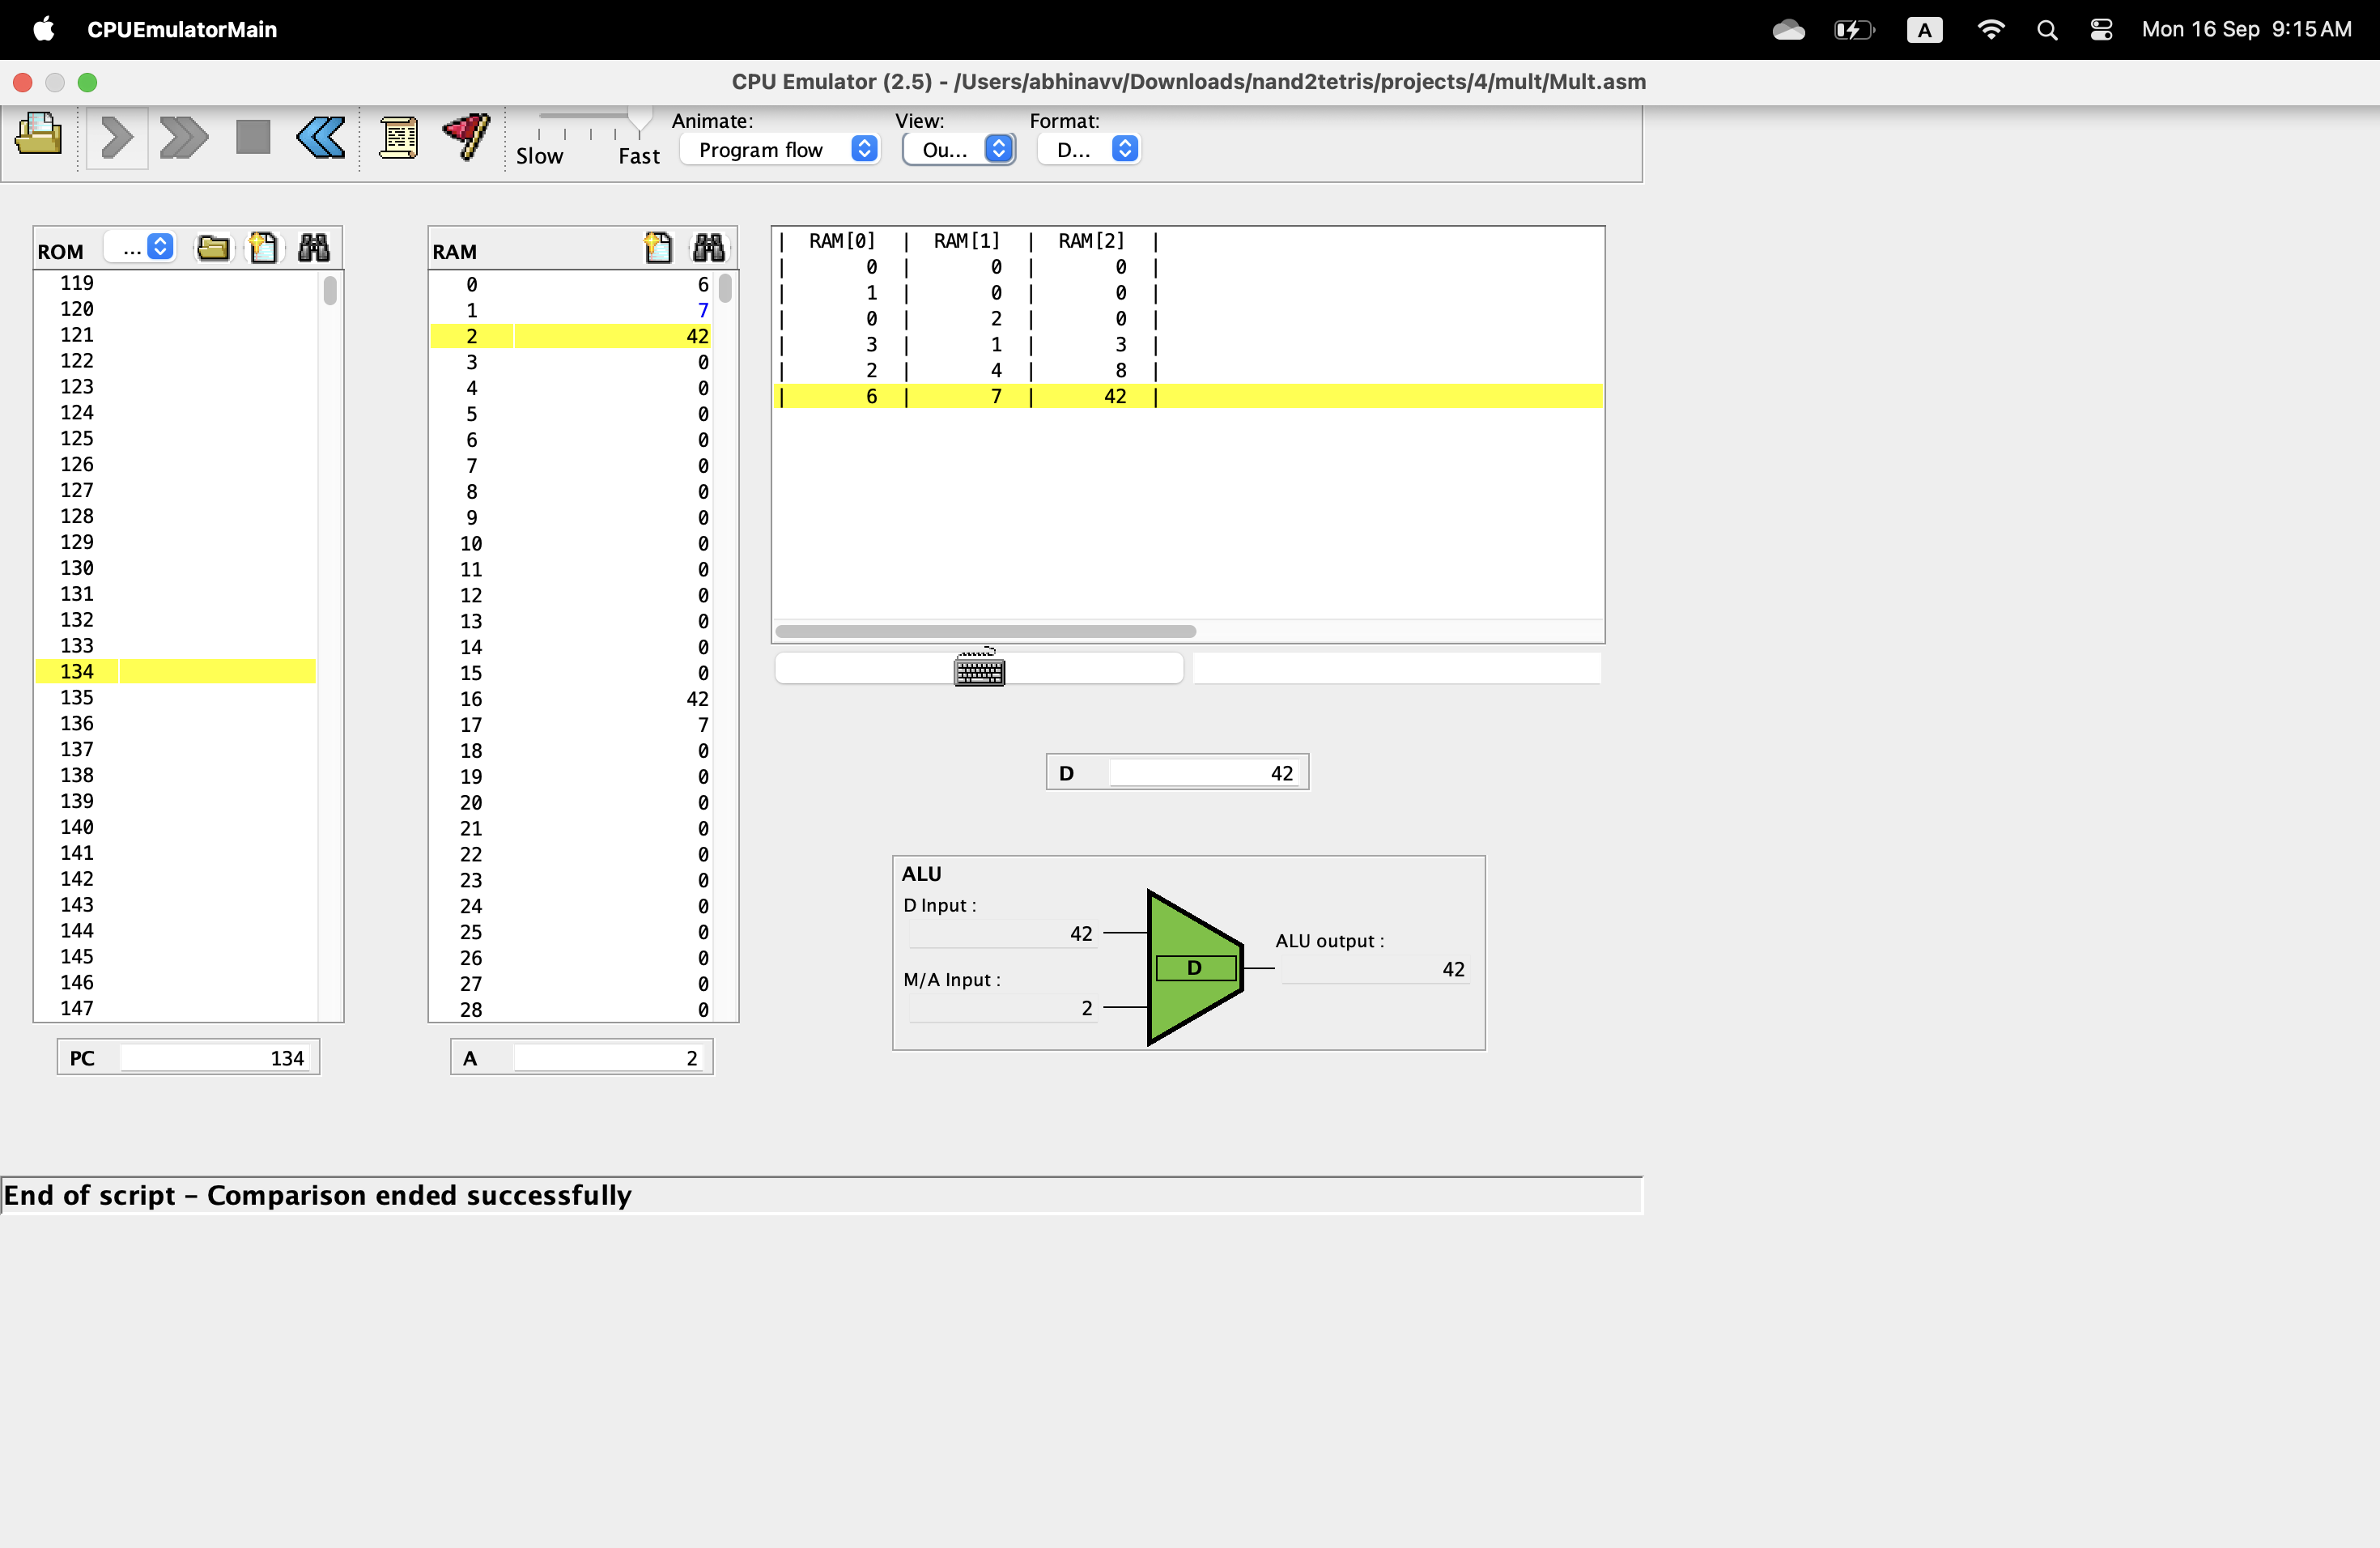 CPUEmulatorMain
A
Mon 16 Sep 9:15 AM
CPU Emulator (2.5) - /Users/abhinavv/Downloads/nand2tetris/projects/4/mult/Mult.asm
Slow
Fast
Animate:
Program flow
View:
Ou...
Format:
D...
ROM ...
119
120
121
122
123
124
125
126
127
128
129
130
131
132
133
134
135
136
137
138
139
140
141
142
143
144
145
146
147
PC 134
RAM
0 6
1 7
2 42
3 0
4 0
5 0
6 0
7 0
8 0
9 0
10 0
11 0
12 0
13 0
14 0
15 0
16 42
17 7
18 0
19 0
20 0
21 0
22 0
23 0
24 0
25 0
26 0
27 0
28 0
A 2
| RAM[0] | RAM[1] | RAM[2] |
| 0 | 0 | 0 |
| 1 | 0 | 0 |
| 0 | 2 | 0 |
| 3 | 1 | 3 |
| 2 | 4 | 8 |
| 6 | 7 | 42 |
D 42
ALU
D Input :
42
M/A Input :
2
D
ALU output :
42
End of script – Comparison ended successfully